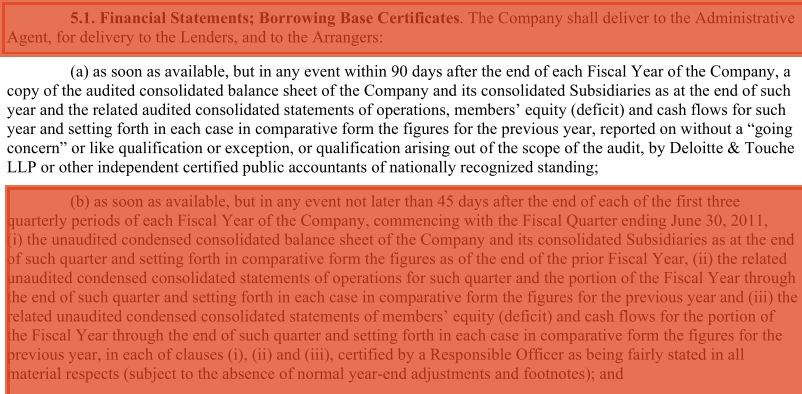 5.1. Financial Statements; Borrowing Base Certificates. The Company shall deliver to the Administrative
Agent, for delivery to the Lenders, and to the Arrangers:
(a) as soon as available, but in any event within 90 days after the end of each Fiscal Year of the Company, a
copy of the audited consolidated balance sheet of the Company and its consolidated Subsidiaries as at the end of such
year and the related audited consolidated statements of operations, members’ equity (deficit) and cash flows for such
year and setting forth in each case in comparative form the figures for the previous year, reported on without a “going
concern” or like qualification or exception, or qualification arising out of the scope of the audit, by Deloitte & Touche
LLP or other independent certified public accountants of nationally recognized standing;
(b) as soon as available, but in any event not later than 45 days after the end of each of the first three
quarterly periods of each Fiscal Year of the Company, commencing with the Fiscal Quarter ending June 30, 2011,
(i) the unaudited condensed consolidated balance sheet of the Company and its consolidated Subsidiaries as at the end
of such quarter and setting forth in comparative form the figures as of the end of the prior Fiscal Year, (ii) the related
unaudited condensed consolidated statements of operations for such quarter and the portion of the Fiscal Year through
the end of such quarter and setting forth in each case in comparative form the figures for the previous year and (iii) the
related unaudited condensed consolidated statements of members’ equity (deficit) and cash flows for the portion of
the Fiscal Year through the end of such quarter and setting forth in each case in comparative form the figures for the
previous year, in each of clauses (i), (ii) and (iii), certified by a Responsible Officer as being fairly stated in all
material respects (subject to the absence of normal year-end adjustments and footnotes); and